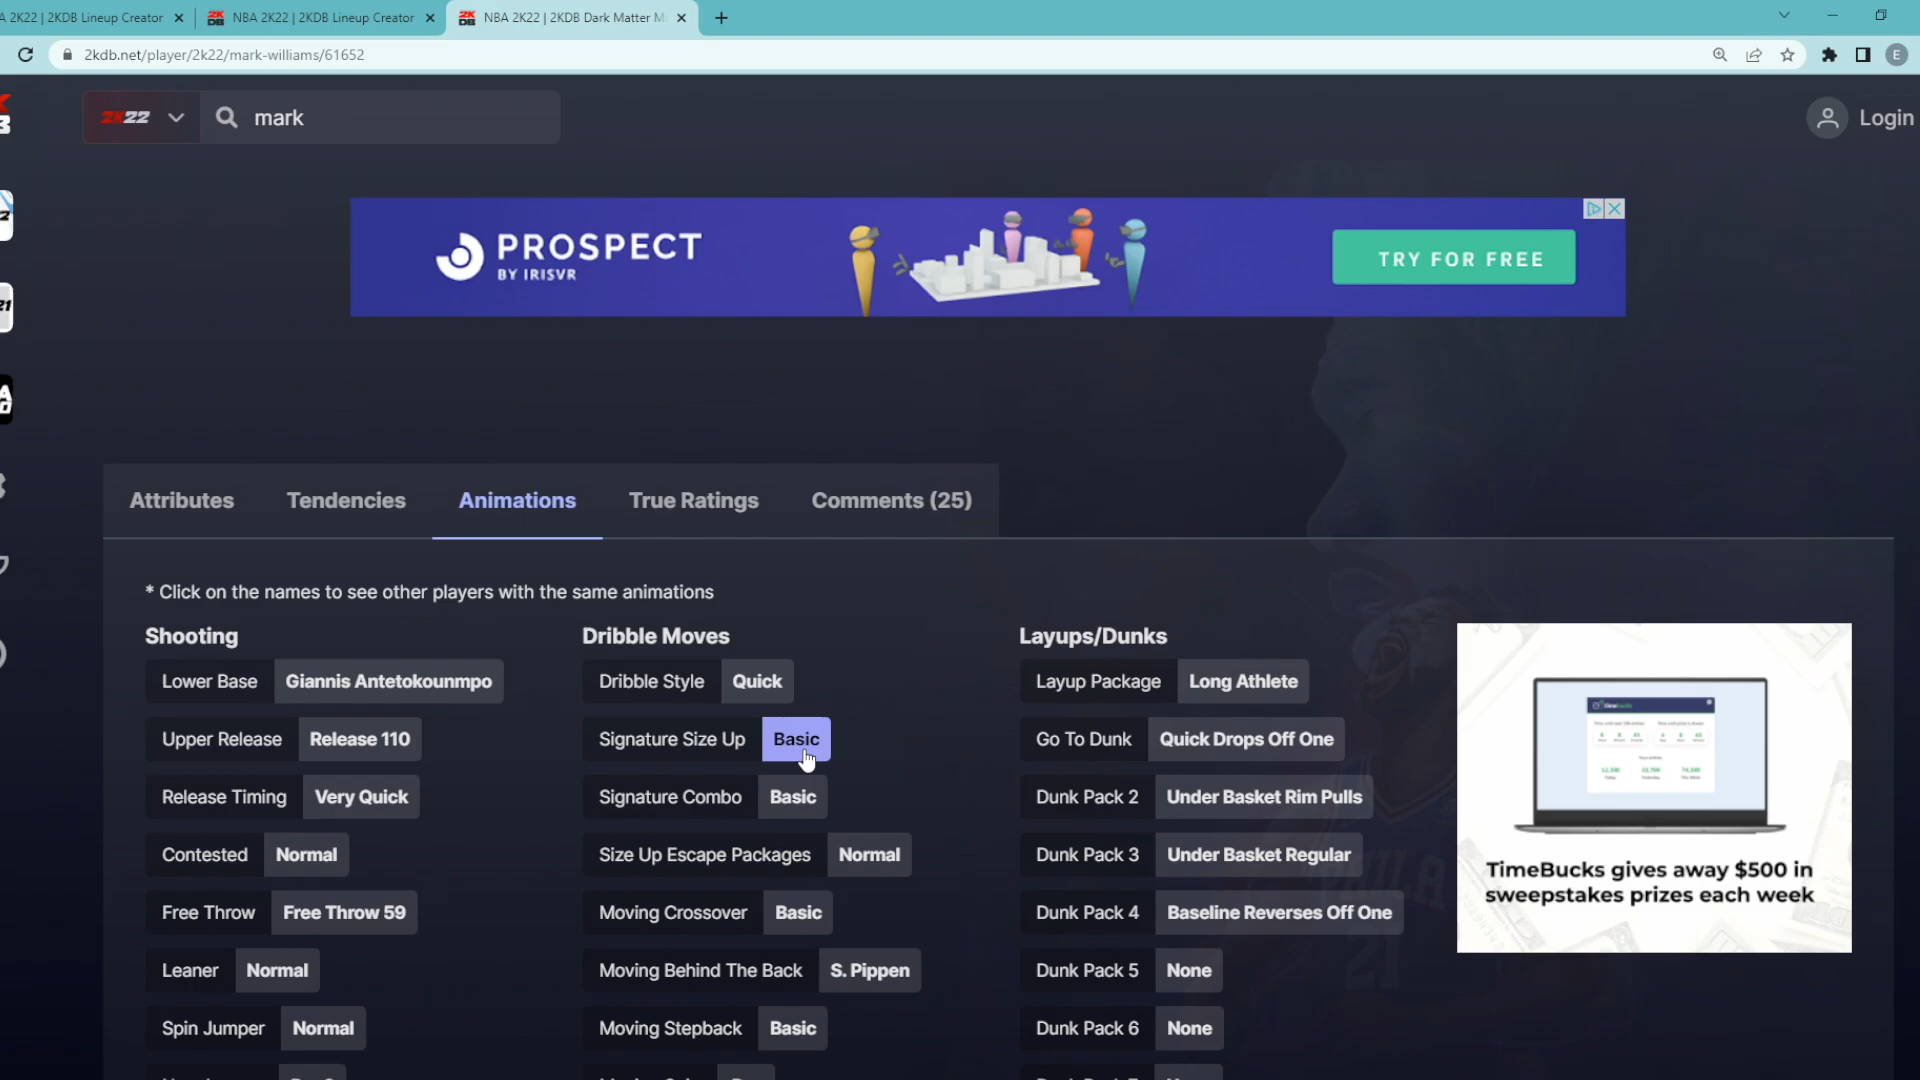 A 2K22 | 2KDB Lineup Creator
NBA 2K22 | 2KDB Lineup Creator
NBA 2K22 | 2KDB Dark Matter M
2kdb.net/player/2k22/mark-williams/61652
E
2K22
mark
Login
PROSPECT
BY IRISVR
TRY FOR FREE
Attributes
Tendencies
Animations
True Ratings
Comments (25)
* Click on the names to see other players with the same animations
Shooting
Lower Base Giannis Antetokounmpo
Upper Release Release 110
Release Timing Very Quick
Contested Normal
Free Throw Free Throw 59
Leaner Normal
Spin Jumper Normal
Dribble Moves
Dribble Style Quick
Signature Size Up Basic
Signature Combo Basic
Size Up Escape Packages Normal
Moving Crossover Basic
Moving Behind The Back S. Pippen
Moving Stepback Basic
Layups/Dunks
Layup Package Long Athlete
Go To Dunk Quick Drops Off One
Dunk Pack 2 Under Basket Rim Pulls
Dunk Pack 3 Under Basket Regular
Dunk Pack 4 Baseline Reverses Off One
Dunk Pack 5 None
Dunk Pack 6 None
TimeBucks gives away $500 in
sweepstakes prizes each week